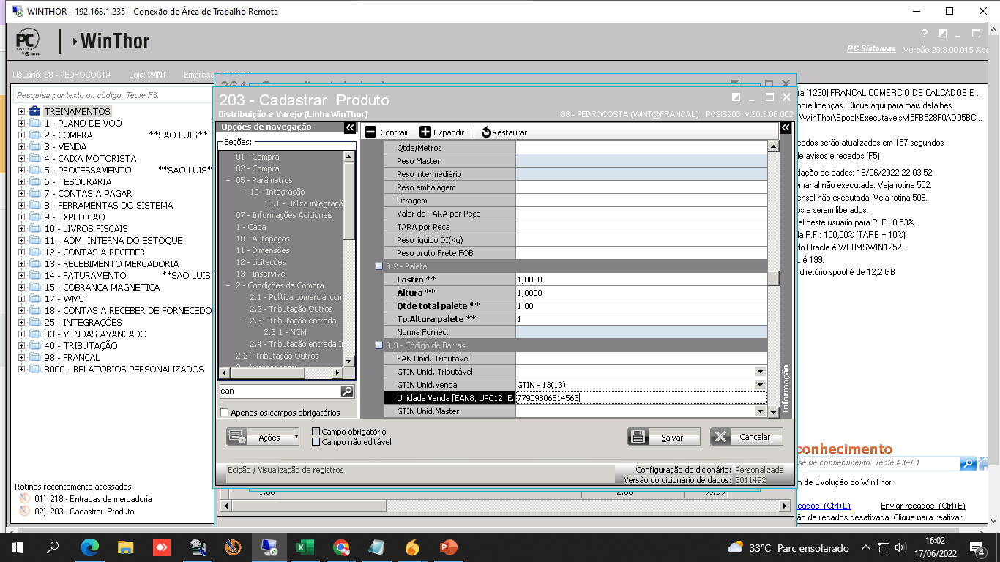 WINTHOR - 192.168.1.235 - Conexão de Área de Trabalho Remota
PC SISTEMAS by TOTVS
WinThor
PC Sistemas
Versão 29.3.00.015 Abe
Usuário: 88 - PEDROCOSTA Loja: WINT Empresa: FRANCAL
Pesquisa por texto ou código. Tecle F3.
TREINAMENTOS
1 - PLANO DE VOO
2 - COMPRA **SAO LUIS**
3 - VENDA
4 - CAIXA MOTORISTA
5 - PROCESSAMENTO **SAO LUIS*
6 - TESOURARIA
7 - CONTAS A PAGAR
8 - FERRAMENTAS DO SISTEMA
9 - EXPEDICAO
10 - LIVROS FISCAIS
11 - ADM. INTERNA DO ESTOQUE
12 - CONTAS A RECEBER
13 - RECEBIMENTO MERCADORIA
14 - FATURAMENTO **SAO LUIS
15 - COBRANCA MAGNETICA
17 - WMS
18 - CONTAS A RECEBER DE FORNECEDO
25 - INTEGRAÇÕES
33 - VENDAS AVANCADO
40 - TRIBUTAÇÃO
98 - FRANCAL
8000 - RELATORIOS PERSONALIZADOS
Rotinas recentemente acessadas
01) 218 - Entradas de mercadoria
02) 203 - Cadastrar Produto
203 - Cadastrar Produto
Distribuição e Varejo (Linha WinThor)
88 - PEDROCOSTA (WINT@FRANCAL) PCSIS203 v.30.3.06.002
Opções de navegação
Seções:
01 - Compra
02 - Compra
05 - Parâmetros
10 - Integração
10.1 - Utiliza integraçã
07 - Informações Adicionais
1 - Capa
10 - Autopeças
11 - Dimensões
12 - Licitações
13 - Inservível
2 - Condições de Compra
2.1 - Política comercial com
2.2 - Tributação Outros
2.3 - Tributação entrada
2.3.1 - NCM
2.4 - Tributação entrada In
2.2 - Tributação Outros
3 - Armazenagem
ean
Apenas os campos obrigatórios
Contrair Expandir Restaurar
Qtde/Metros
Peso Master
Peso intermediário
Peso embalagem
Litragem
Valor da TARA por Peça
TARA por Peça
Peso líquido DI(Kg)
Peso bruto Frete FOB
3.2 - Palete
Lastro ** 1,0000
Altura ** 1,0000
Qtde total palete ** 1,00
Tp.Altura palete ** 1
Norma Fornec.
3.3 - Código de Barras
EAN Unid. Tributável
GTIN Unid. Tributável
GTIN Unid.Venda GTIN - 13(13)
Unidade Venda [EAN8, UPC12, E. 77909806514563
GTIN Unid.Master
Informação
Ações
Campo obrigatório
Campo não editável
Salvar
Cancelar
Edição / Visualização de registros
Configuração do dicionário: Personalizada
Versão do dicionário de dados: 3011492
1,00 2,00 99,99
ra [1230] FRANCAL COMERCIO DE CALCADOS E ...
obre licenças. Clique aqui para mais detalhes.
\WinThor\Spool\Executaveis\45FB528F0AD05BC...
cados serão atualizados em 157 segundos
e avisos e recados (F5)
dação de dados: 16/06/2022 22:03:52
emanal não executada. Veja rotina 552.
ensal não executada. Veja rotina 506.
s a serem liberados.
al deste usuário para P. F.: 0,53%.
la P.F.: 100,00% (TARE = 10%)
do Oracle é WE8MSWIN1252.
L é 199.
diretório spool é de 12,2 GB
conhecimento
se de conhecimento. Tecle Alt+F1
m de Evolução do WinThor.
cados. (Ctrl+L) Enviar recados. (Ctrl+E)
ão de recados desativada. Clique para reativar
33°C Parc ensolarado
16:02
17/06/2022
4